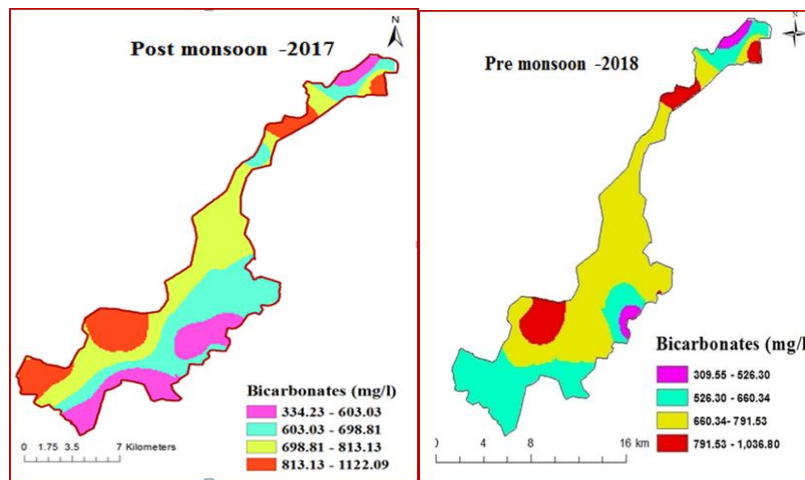 N
Post monsoon -2017
Bicarbonates (mg/l)
334.23 - 603.03
603.03 - 698.81
698.81 - 813.13
813.13 - 1122.09
0 1.75 3.5 7 Kilometers
N
Pre monsoon -2018
Bicarbonates (mg/l
309.55 - 526.30
526.30 - 660.34
660.34- 791.53
791.53 - 1,036.80
0 4 8 16 km